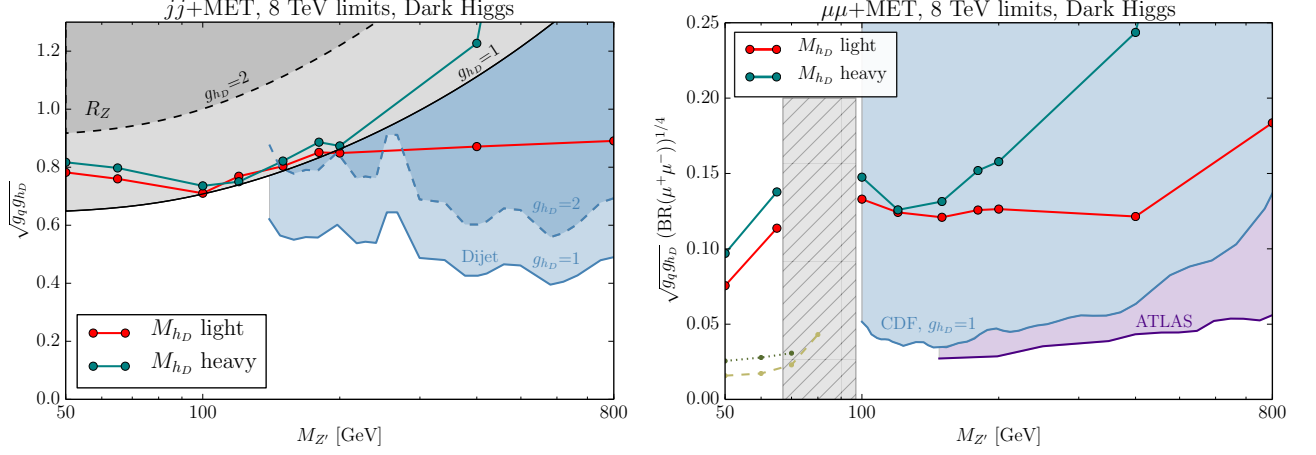 jj+MET, 8 TeV limits, Dark Higgs
1.2
1.0
0.8
0.6
0.4
0.2
0.0
√g_q g_{h_D}
R_Z
g_{h_D}=2
g_{h_D}=1
g_{h_D}=2
Dijet
g_{h_D}=1
M_{h_D} light
M_{h_D} heavy
50
100
200
400
800
M_{Z′} [GeV]
μμ+MET, 8 TeV limits, Dark Higgs
0.25
0.20
0.15
0.10
0.05
0.00
√g_q g_{h_D} (BR(μ⁺μ⁻))^{1/4}
M_{h_D} light
M_{h_D} heavy
CDF, g_{h_D}=1
ATLAS
50
100
200
400
800
M_{Z′} [GeV]